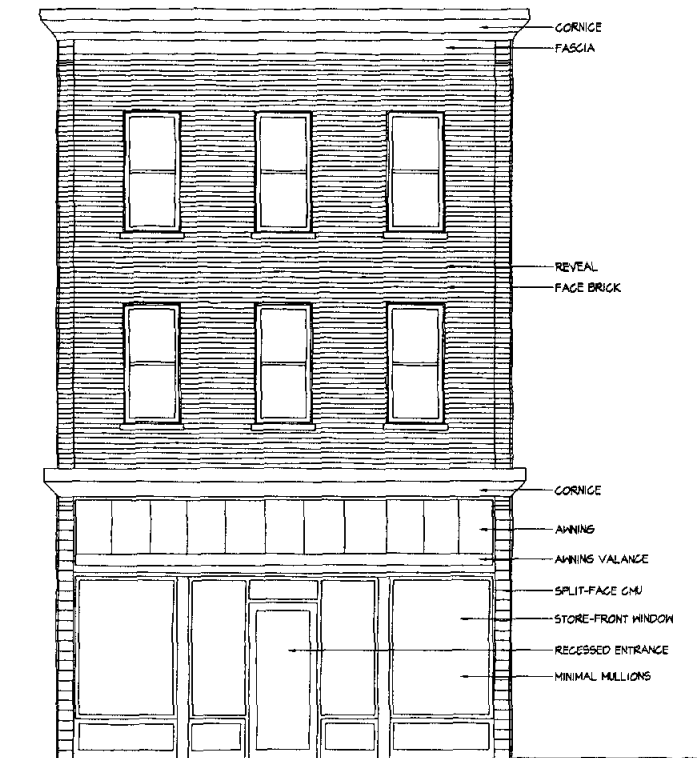 CORNICE
FASCIA
REVEAL
FACE BRICK
CORNICE
AWNING
AWNING VALANCE
SPLIT-FACE CMU
STORE-FRONT WINDOW
RECESSED ENTRANCE
MINIMAL MULLIONS